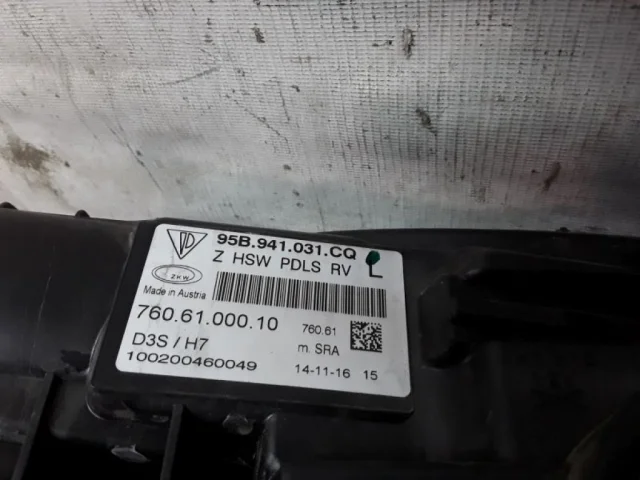 95B.941.031.CQ
Z HSW PDLS RV L
ZKW
Made in Austria
760.61.000.10 760.61
D3S / H7 m. SRA
100200460049 14-11-16 15